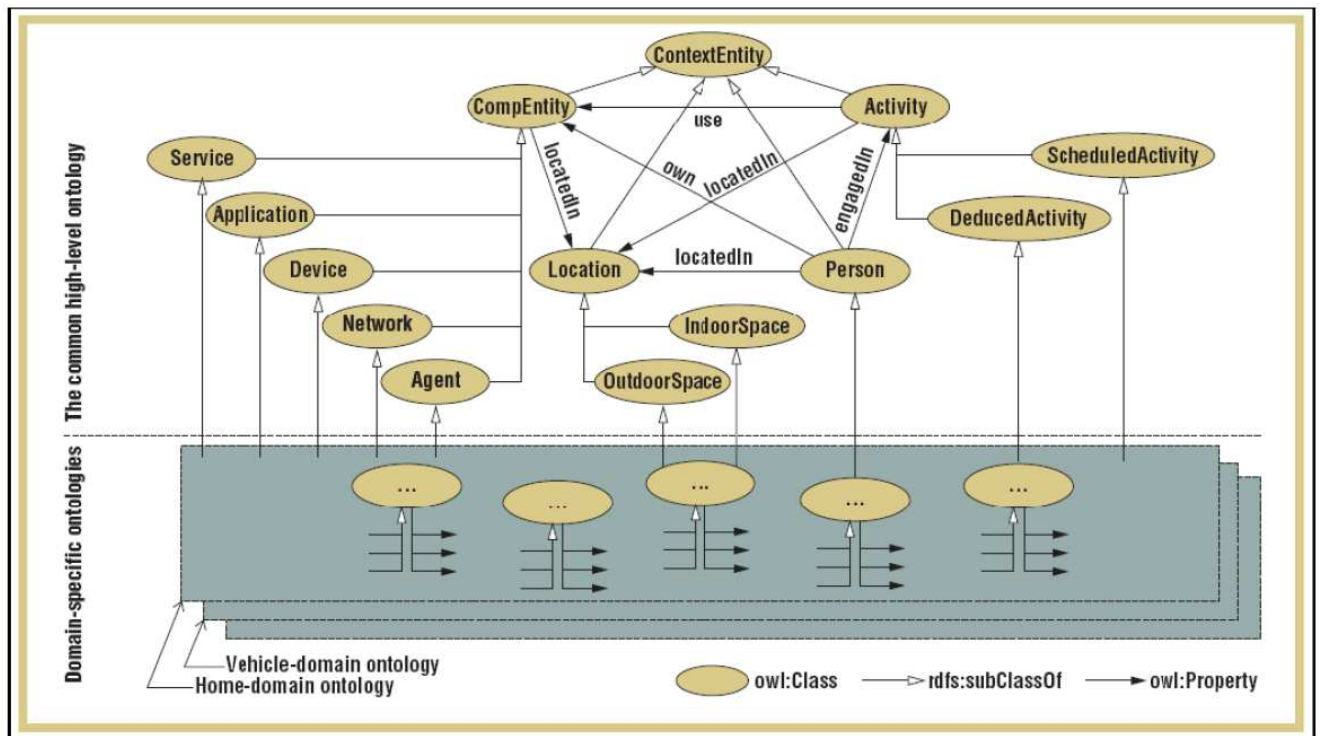 ContextEntity
CompEntity
Activity
use
Service
ScheduledActivity
locatedIn
own
locatedIn
engagedIn
Application
DeducedActivity
Device
Location
locatedIn
Person
Network
IndoorSpace
Agent
OutdoorSpace
The common high-level ontology
Domain-specific ontologies
...
...
...
...
...
Vehicle-domain ontology
Home-domain ontology
owl:Class
rdfs:subClassOf
owl:Property